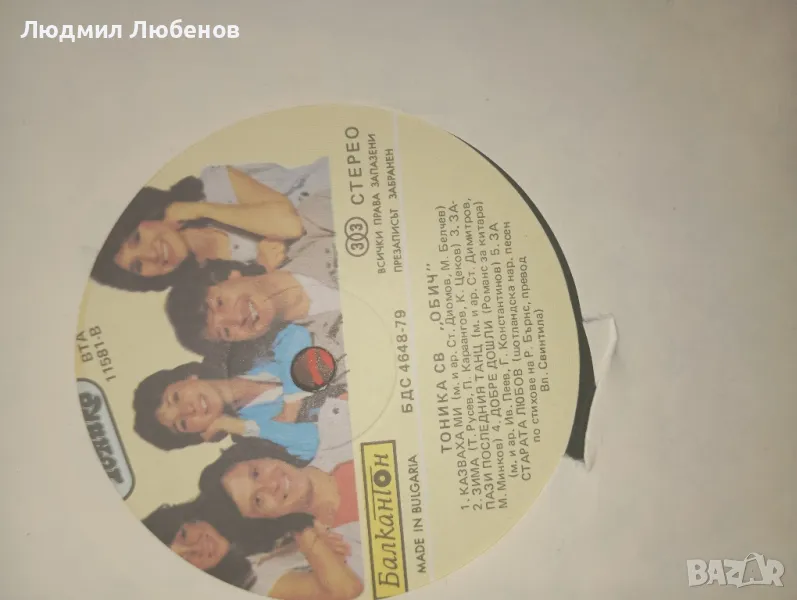 Людмил Любенов
Тоника
ВТА
11581-В
303 СТЕРЕО
ВСИЧКИ ПРАВА ЗАПАЗЕНИ
ПРЕЗАПИСЪТ ЗАБРАНЕН
Балкантон
MADE IN BULGARIA
БДС 4648-79
ТОНИКА СВ „ОБИЧ"
1. КАЗВАХА МИ (м. и ар. Ст. Диомов, М. Белчев)
2. ЗИМА (Т. Русев, П. Караангов, К. Цеков) 3. ЗА-
ПАЗИ ПОСЛЕДНИЯ ТАНЦ (м. и ар. Ст. Димитров,
М. Минков) 4. ДОБРЕ ДОШЛИ (Романс за китара)
(м. и ар. Ив. Пеев, Г. Константинов) 5. ЗА
СТАРАТА ЛЮБОВ (шотландска нар. песен
по стихове на Р. Бърнс, превод
Вл. Свинтила)
BAZAR